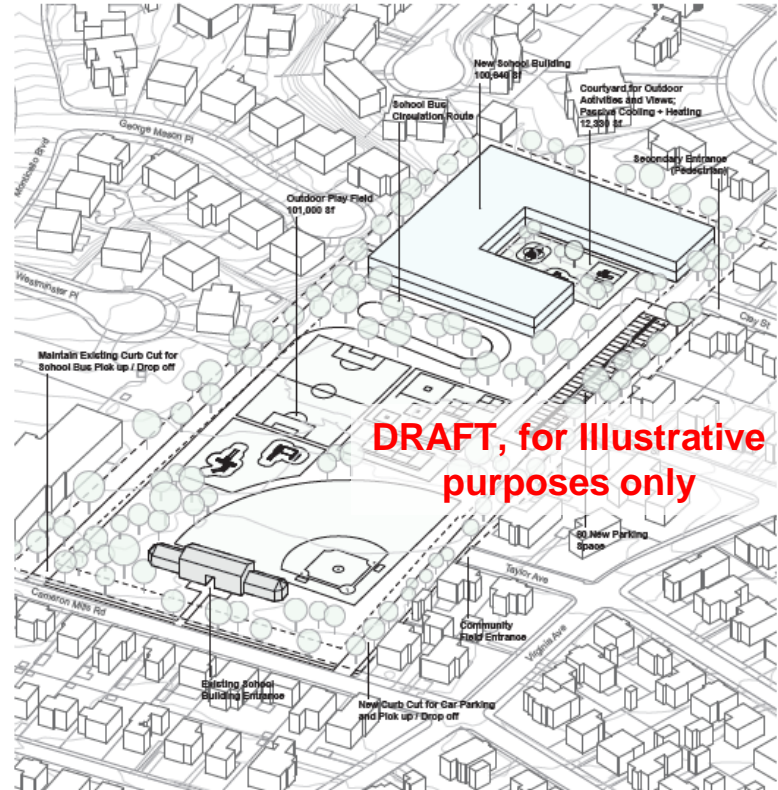 New School Building
100,640 Sf
Courtyard for Outdoor
Activities and Views;
Passive Cooling + Heating
12,330 Sf
School Bus
Circulation Route
George Mason Pl
Monticello Blvd
Secondary Entrance
(Pedestrian)
Outdoor Play Field
101,000 Sf
Westminster Pl
Clay St
Maintain Existing Curb Cut for
School Bus Pick up / Drop off
DRAFT, for Illustrative
purposes only
60 New Parking
Space
Taylor Ave
Cameron Mills Rd
Community
Field Entrance
Virginia Ave
Existing School
Building Entrance
New Curb Cut for Car Parking
and Pick up / Drop off